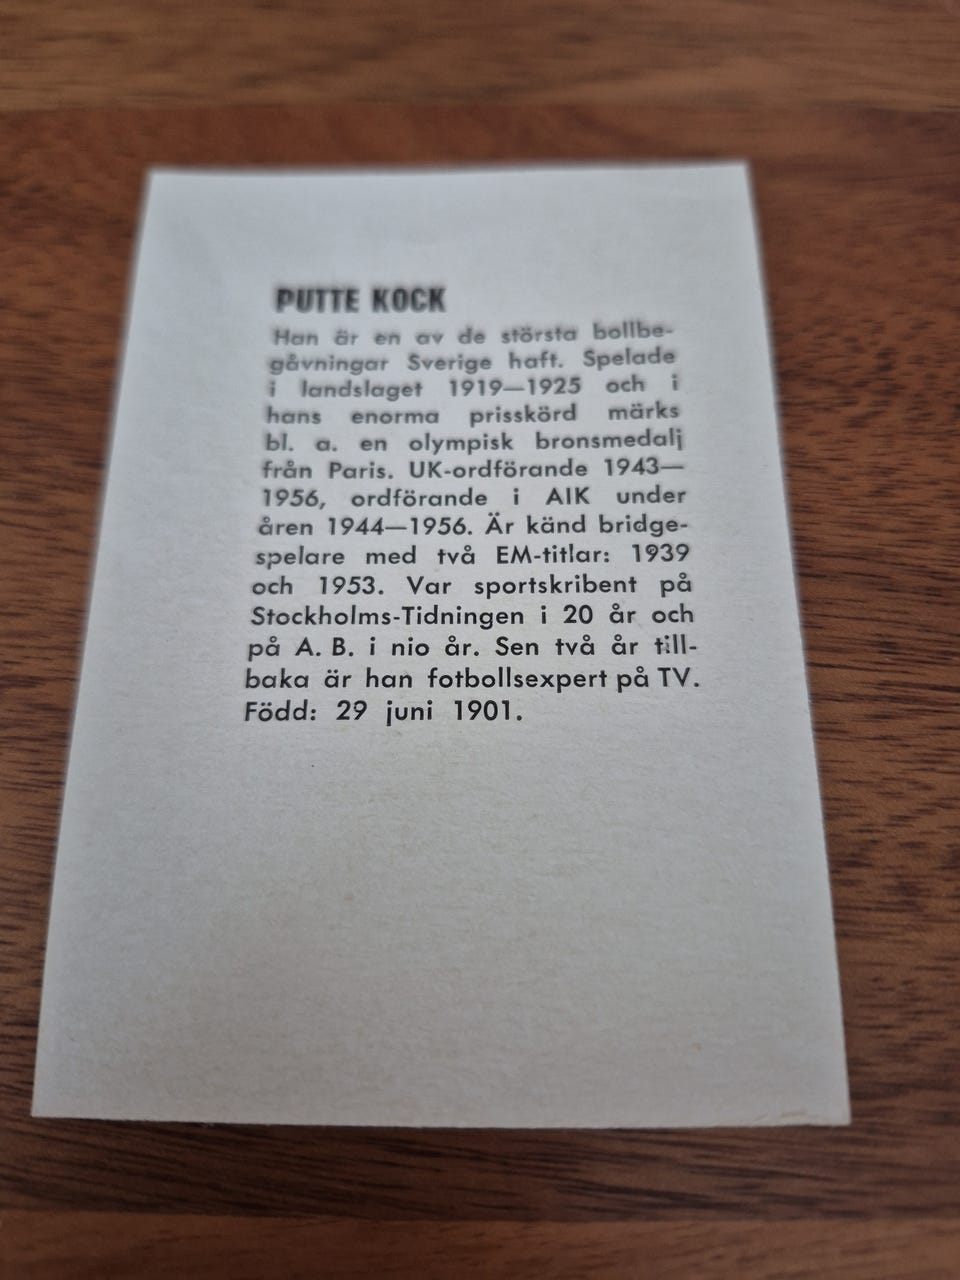 PUTTE KOCK
Han är en av de största bollbe-
gåvningar Sverige haft. Spelade
i landslaget 1919—1925 och i
hans enorma prisskörd märks
bl. a. en olympisk bronsmedalj
från Paris. UK-ordförande 1943—
1956, ordförande i AIK under
åren 1944—1956. Är känd bridge-
spelare med två EM-titlar: 1939
och 1953. Var sportskribent på
Stockholms-Tidningen i 20 år och
på A. B. i nio år. Sen två år till-
baka är han fotbollsexpert på TV.
Född: 29 juni 1901.